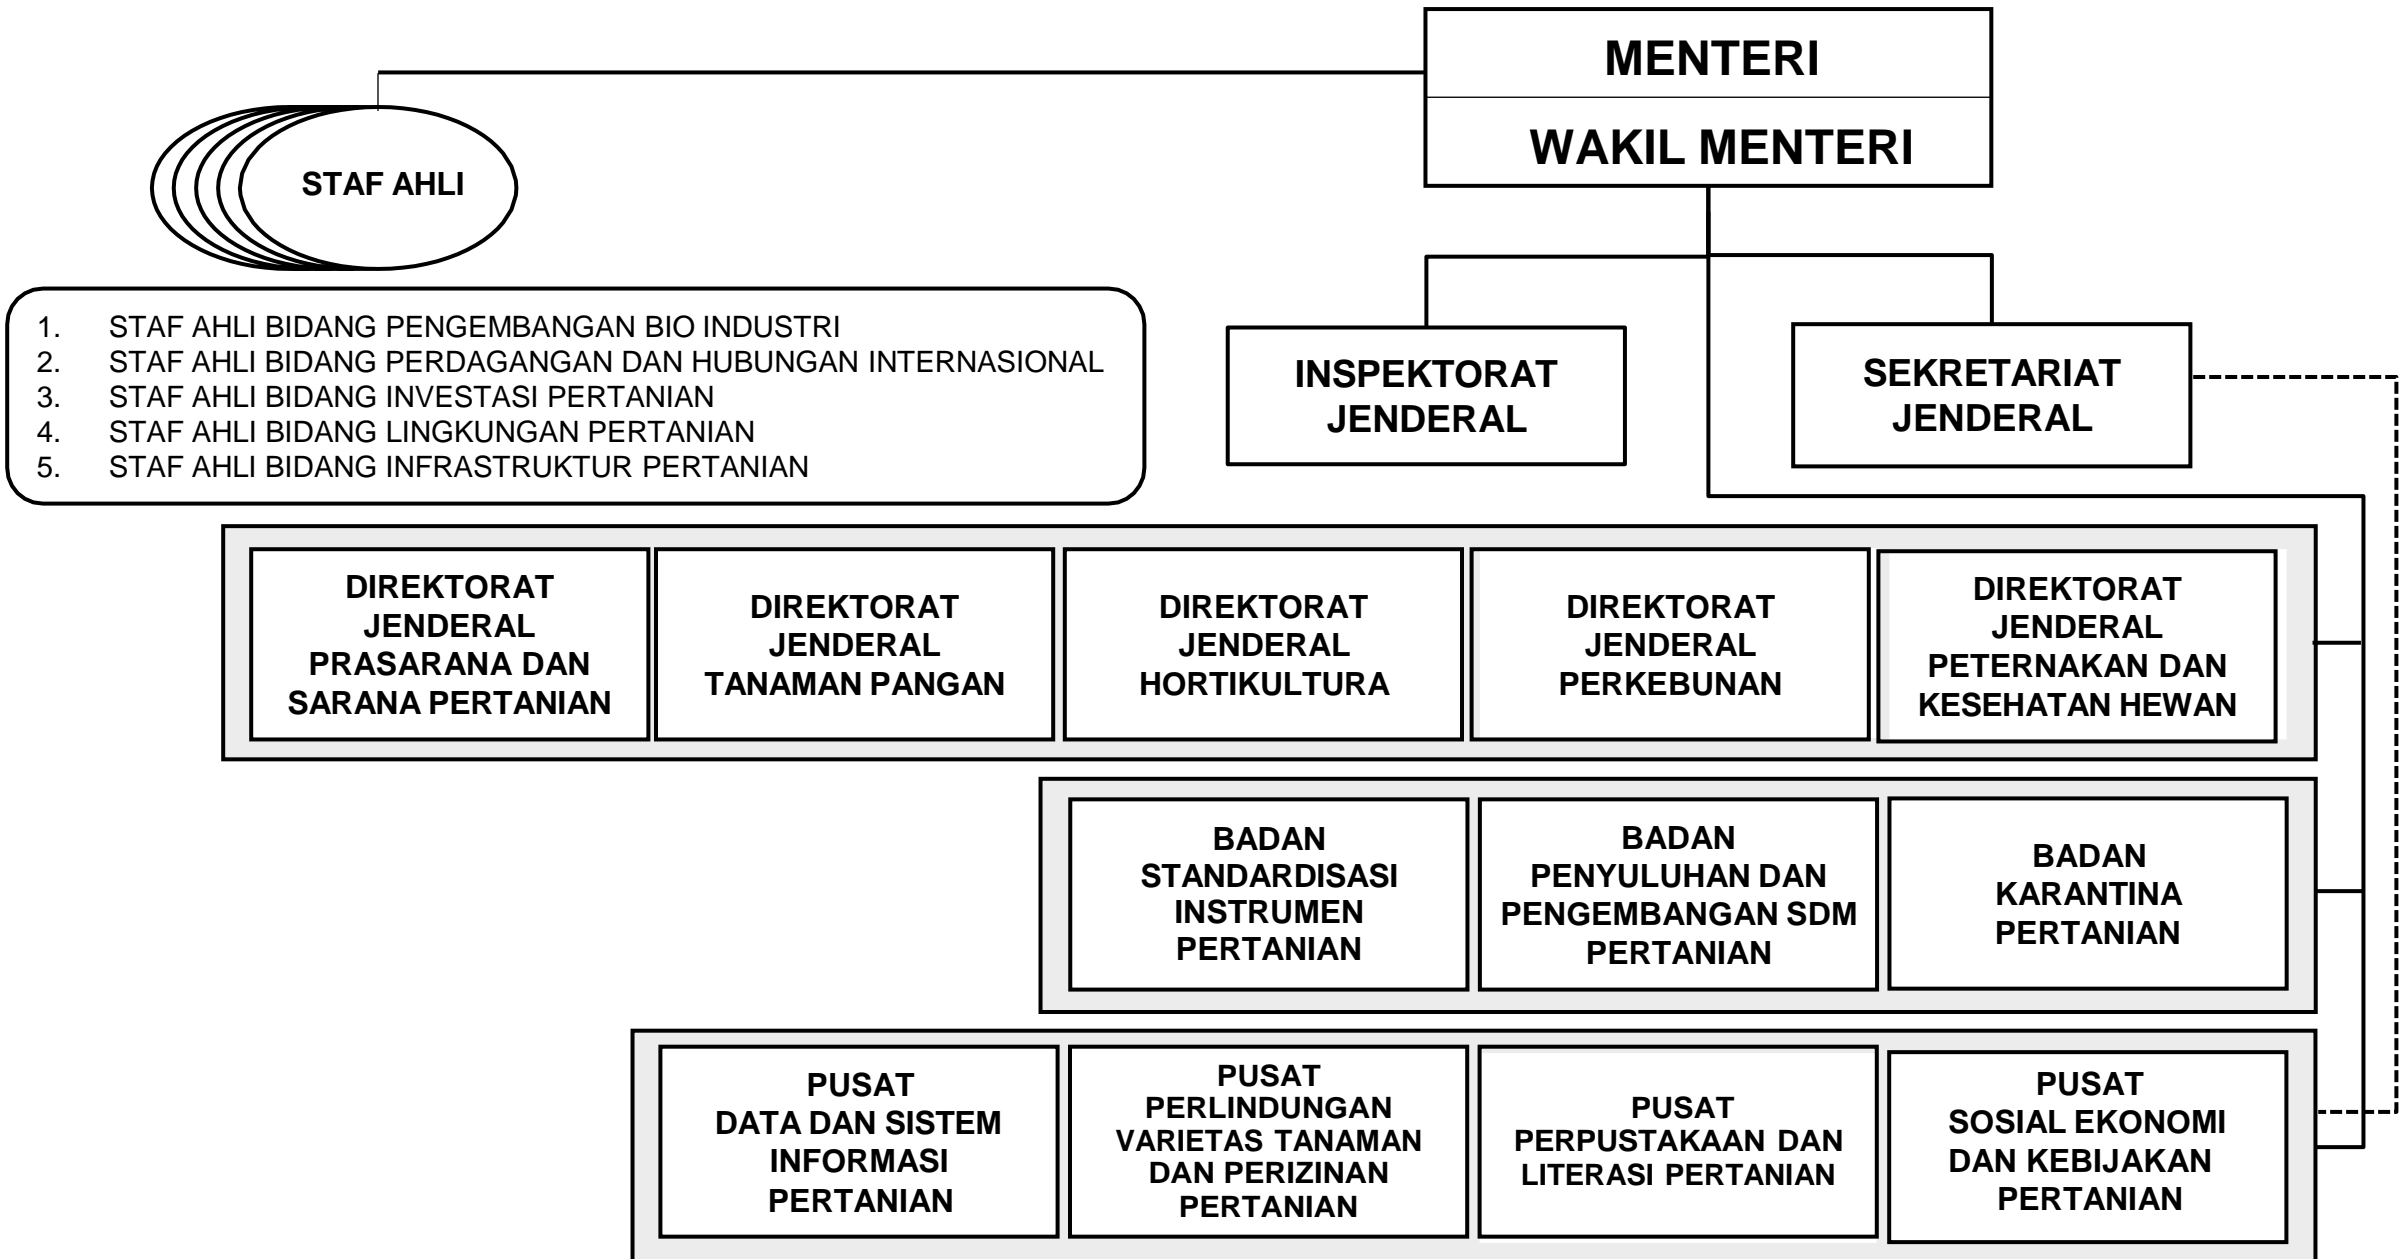 MENTERI
WAKIL MENTERI
STAF AHLI
1. STAF AHLI BIDANG PENGEMBANGAN BIO INDUSTRI
2. STAF AHLI BIDANG PERDAGANGAN DAN HUBUNGAN INTERNASIONAL
3. STAF AHLI BIDANG INVESTASI PERTANIAN
4. STAF AHLI BIDANG LINGKUNGAN PERTANIAN
5. STAF AHLI BIDANG INFRASTRUKTUR PERTANIAN
INSPEKTORAT
JENDERAL
SEKRETARIAT
JENDERAL
DIREKTORAT
JENDERAL
PRASARANA DAN
SARANA PERTANIAN
DIREKTORAT
JENDERAL
TANAMAN PANGAN
DIREKTORAT
JENDERAL
HORTIKULTURA
DIREKTORAT
JENDERAL
PERKEBUNAN
DIREKTORAT
JENDERAL
PETERNAKAN DAN
KESEHATAN HEWAN
BADAN
STANDARDISASI
INSTRUMEN
PERTANIAN
BADAN
PENYULUHAN DAN
PENGEMBANGAN SDM
PERTANIAN
BADAN
KARANTINA
PERTANIAN
PUSAT
DATA DAN SISTEM
INFORMASI
PERTANIAN
PUSAT
PERLINDUNGAN
VARIETAS TANAMAN
DAN PERIZINAN
PERTANIAN
PUSAT
PERPUSTAKAAN DAN
LITERASI PERTANIAN
PUSAT
SOSIAL EKONOMI
DAN KEBIJAKAN
PERTANIAN